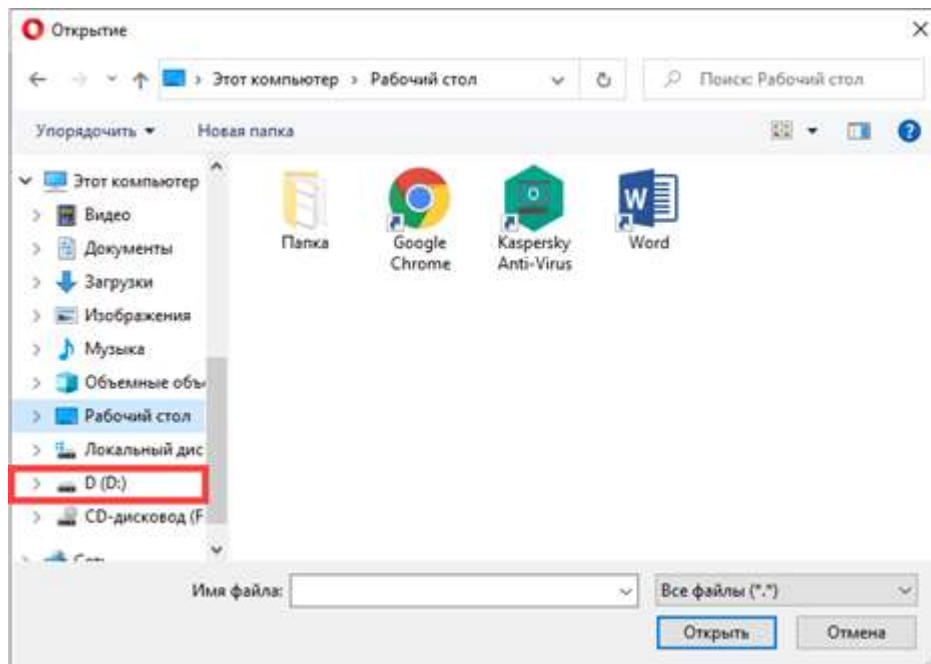 Открытие
Этот компьютер › Рабочий стол
Поиск: Рабочий стол
Упорядочить
Новая папка
Этот компьютер
Видео
Документы
Загрузки
Изображения
Музыка
Объемные объ
Рабочий стол
Локальный дис
D (D:)
CD-дисковод (F
Папка
Google Chrome
Kaspersky Anti-Virus
W
Word
Имя файла:
Все файлы (*.*)
Открыть
Отмена